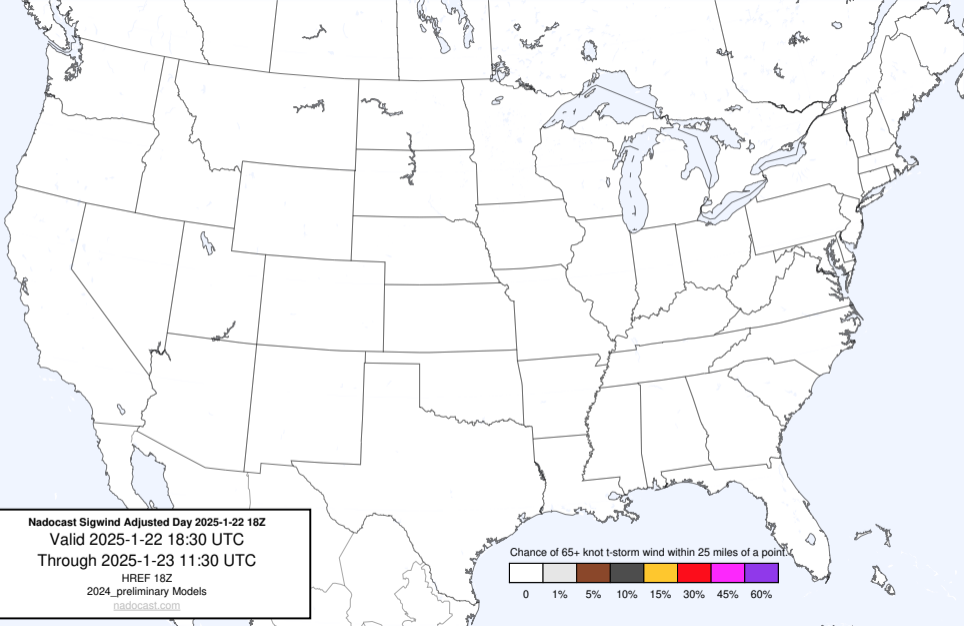 Nadocast Sigwind Adjusted Day 2025-1-22 18Z
Valid 2025-1-22 18:30 UTC
Through 2025-1-23 11:30 UTC
HREF 18Z
2024_preliminary Models
nadocast.com
Chance of 65+ knot t-storm wind within 25 miles of a point.
0 1% 5% 10% 15% 30% 45% 60%